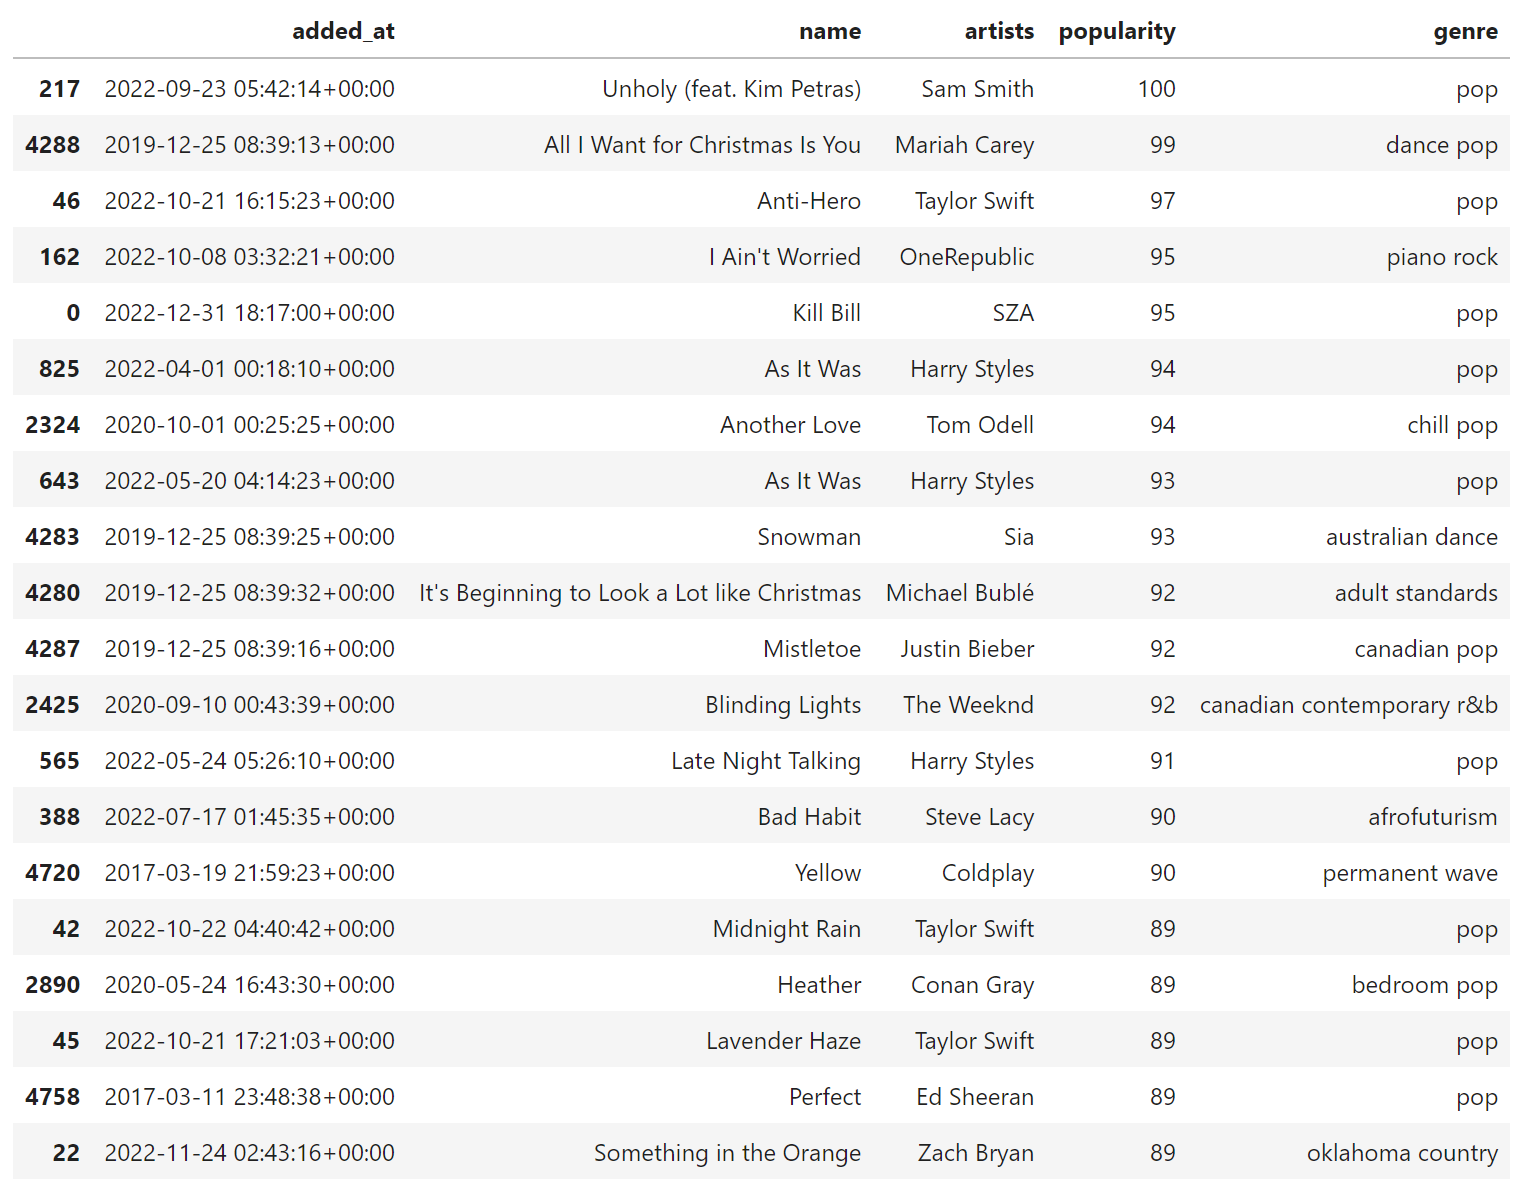 added_at name artists popularity genre
217 2022-09-23 05:42:14+00:00 Unholy (feat. Kim Petras) Sam Smith 100 pop
4288 2019-12-25 08:39:13+00:00 All I Want for Christmas Is You Mariah Carey 99 dance pop
46 2022-10-21 16:15:23+00:00 Anti-Hero Taylor Swift 97 pop
162 2022-10-08 03:32:21+00:00 I Ain't Worried OneRepublic 95 piano rock
0 2022-12-31 18:17:00+00:00 Kill Bill SZA 95 pop
825 2022-04-01 00:18:10+00:00 As It Was Harry Styles 94 pop
2324 2020-10-01 00:25:25+00:00 Another Love Tom Odell 94 chill pop
643 2022-05-20 04:14:23+00:00 As It Was Harry Styles 93 pop
4283 2019-12-25 08:39:25+00:00 Snowman Sia 93 australian dance
4280 2019-12-25 08:39:32+00:00 It's Beginning to Look a Lot like Christmas Michael Bublé 92 adult standards
4287 2019-12-25 08:39:16+00:00 Mistletoe Justin Bieber 92 canadian pop
2425 2020-09-10 00:43:39+00:00 Blinding Lights The Weeknd 92 canadian contemporary r&b
565 2022-05-24 05:26:10+00:00 Late Night Talking Harry Styles 91 pop
388 2022-07-17 01:45:35+00:00 Bad Habit Steve Lacy 90 afrofuturism
4720 2017-03-19 21:59:23+00:00 Yellow Coldplay 90 permanent wave
42 2022-10-22 04:40:42+00:00 Midnight Rain Taylor Swift 89 pop
2890 2020-05-24 16:43:30+00:00 Heather Conan Gray 89 bedroom pop
45 2022-10-21 17:21:03+00:00 Lavender Haze Taylor Swift 89 pop
4758 2017-03-11 23:48:38+00:00 Perfect Ed Sheeran 89 pop
22 2022-11-24 02:43:16+00:00 Something in the Orange Zach Bryan 89 oklahoma country